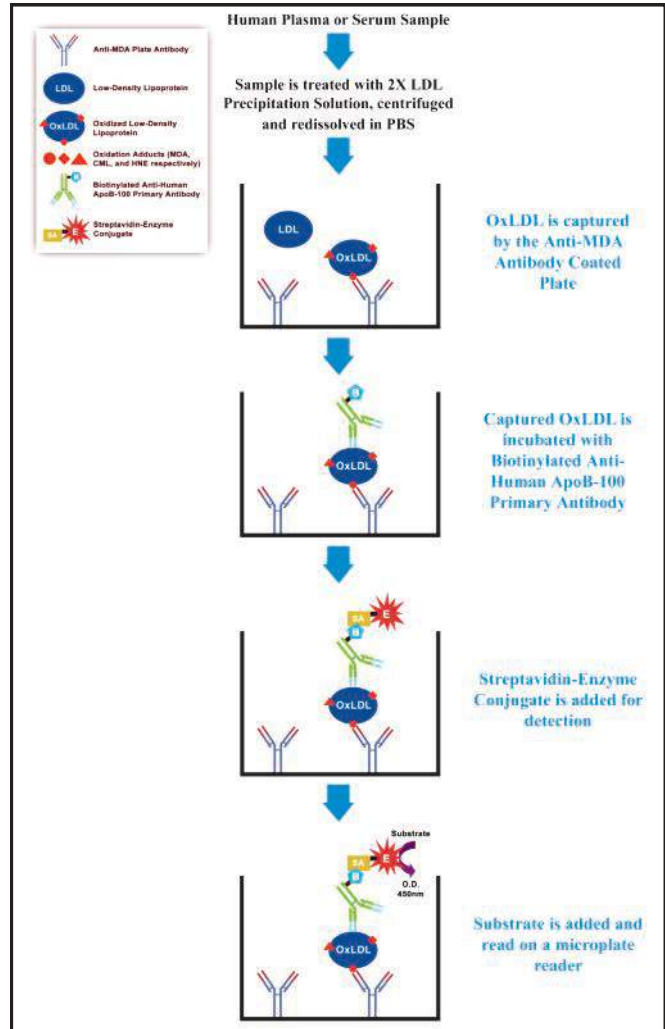 Human Plasma or Serum Sample
Anti-MDA Plate Antibody
LDL
Low-Density Lipoprotein
OxLDL
Oxidized Low-Density
Lipoprotein
Oxidation Adducts (MDA,
CML, and HNE respectively)
B
Biotinylated Anti-Human
ApoB-100 Primary Antibody
SA E
Streptavidin-Enzyme
Conjugate
Sample is treated with 2X LDL
Precipitation Solution, centrifuged
and redissolved in PBS
LDL
OxLDL
OxLDL is captured
by the Anti-MDA
Antibody Coated
Plate
B
OxLDL
Captured OxLDL is
incubated with
Biotinylated Anti-
Human ApoB-100
Primary Antibody
E
SA
B
OxLDL
Streptavidin-Enzyme
Conjugate is added for
detection
Substrate
E
SA
B
O.D.
450nm
OxLDL
Substrate is added and
read on a microplate
reader